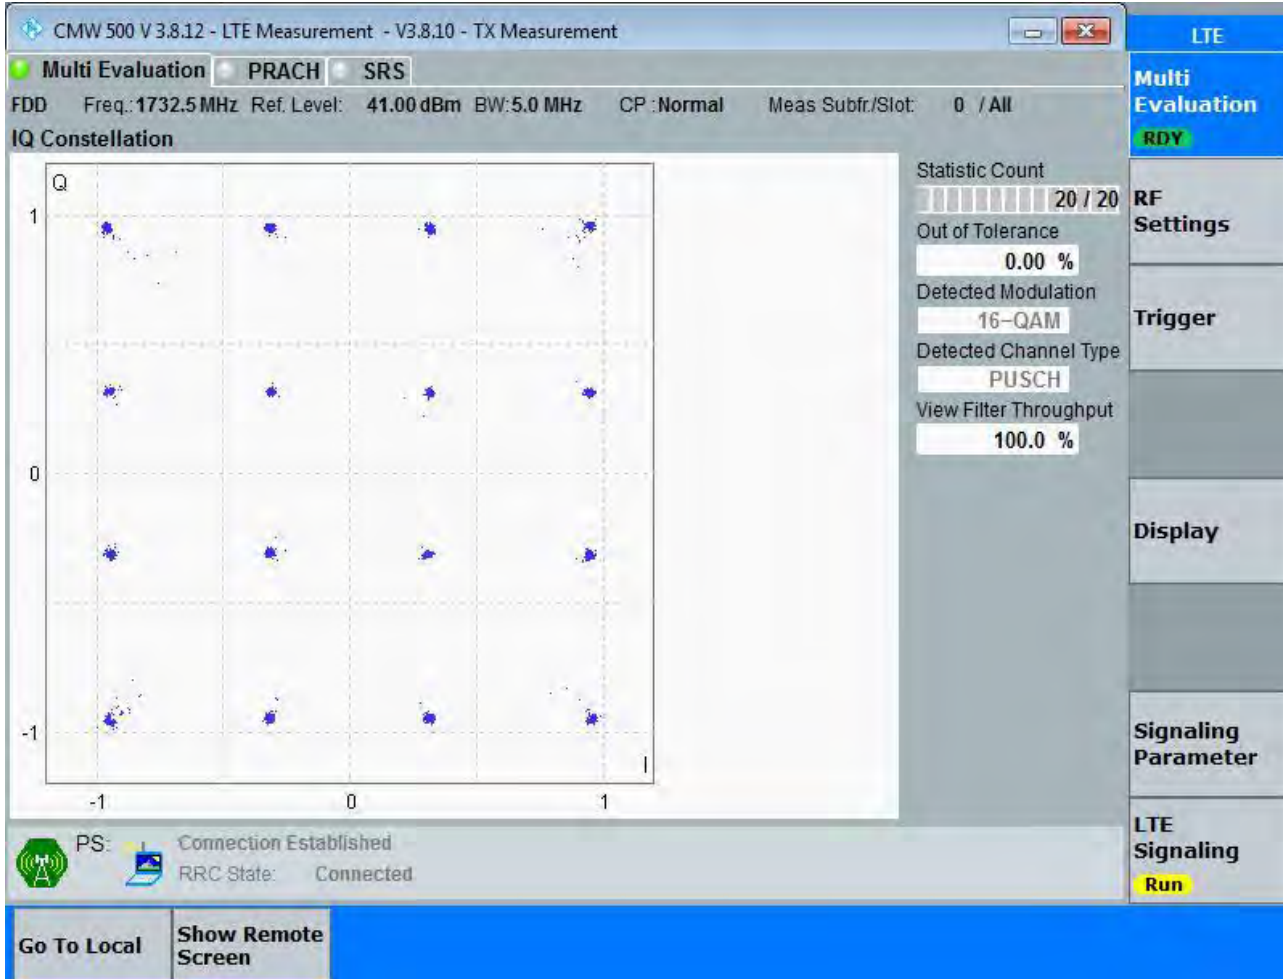 CMW 500 V 3.8.12 - LTE Measurement - V3.8.10 - TX Measurement
LTE
Multi Evaluation PRACH SRS
FDD Freq.: 1732.5 MHz Ref. Level: 41.00 dBm BW: 5.0 MHz CP : Normal Meas Subfr./Slot: 0 / All
IQ Constellation
Q
1
0
-1
I
-1 0 1
Statistic Count
20 / 20
Out of Tolerance
0.00 %
Detected Modulation
16-QAM
Detected Channel Type
PUSCH
View Filter Throughput
100.0 %
Multi
Evaluation
RDY
RF
Settings
Trigger
Display
Signaling
Parameter
LTE
Signaling
Run
PS: Connection Established
RRC State: Connected
Go To Local
Show Remote
Screen